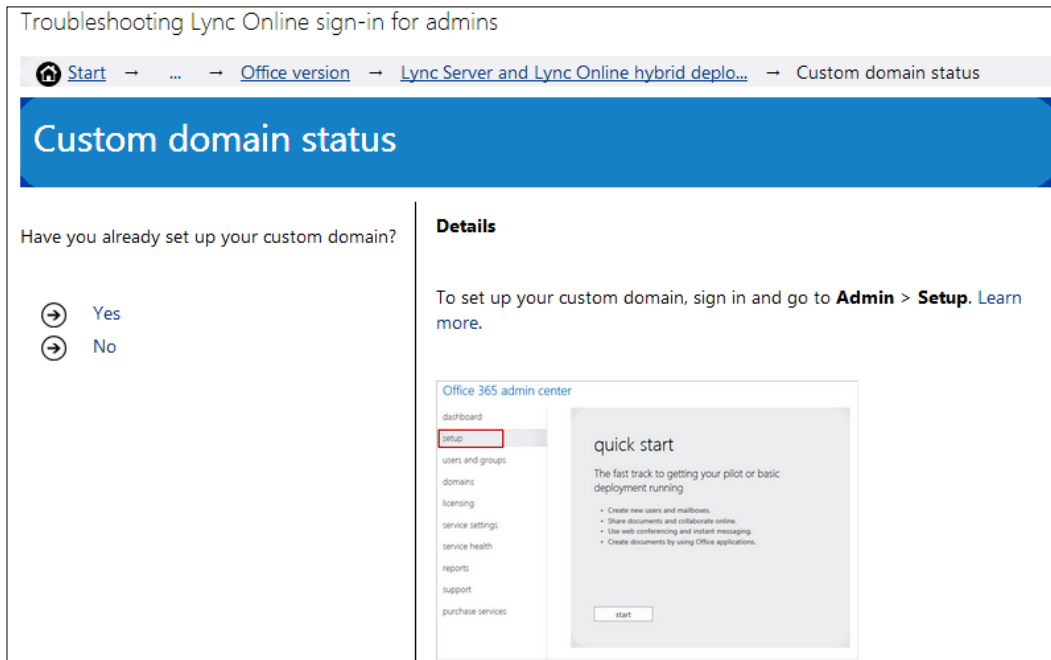 Troubleshooting Lync Online sign-in for admins
Start → ... → Office version → Lync Server and Lync Online hybrid deplo... → Custom domain status
Custom domain status
Have you already set up your custom domain?
Yes
No
Details
To set up your custom domain, sign in and go to Admin > Setup. Learn
more.
Office 365 admin center
dashboard
setup
users and groups
domains
licensing
service settings
service health
reports
support
purchase services
quick start
The fast track to getting your pilot or basic
deployment running
• Create new users and mailboxes.
• Share documents and collaborate online.
• Use web conferencing and instant messaging.
• Create documents by using Office applications.
start